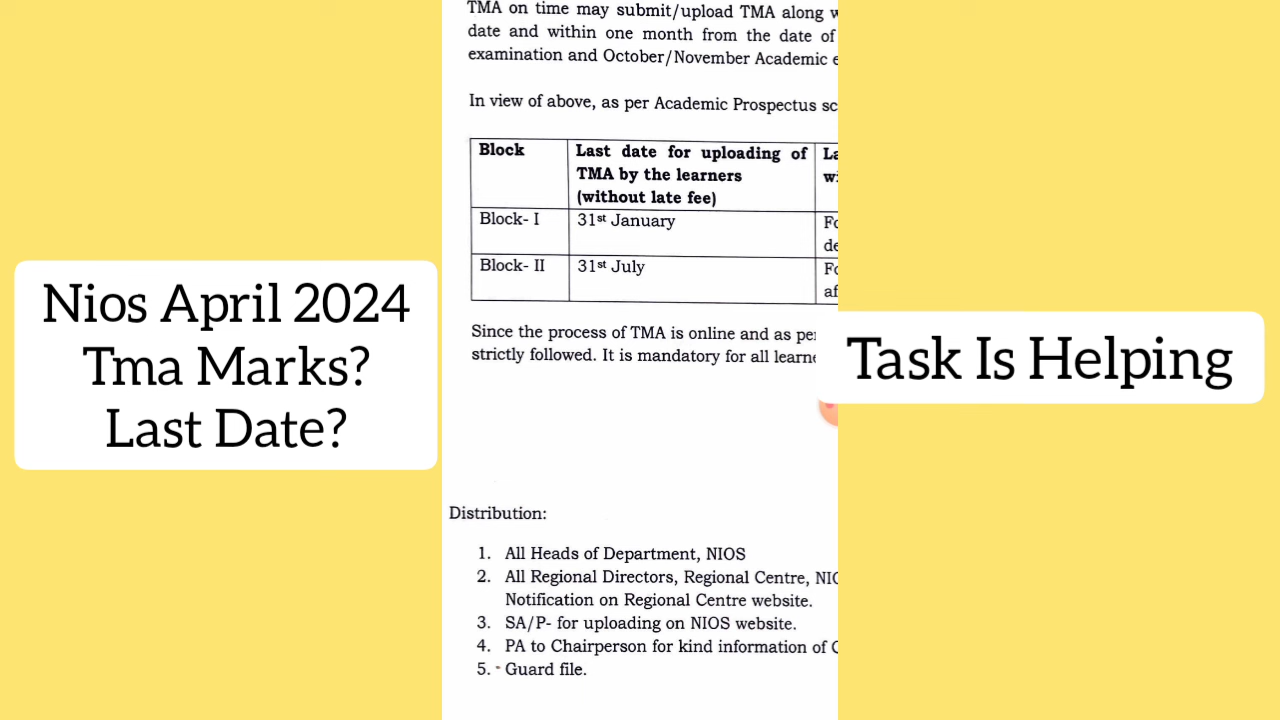 Nios April 2024
Tma Marks?
Last Date?
TMA on time may submit/upload TMA along
date and within one month from the date of
examination and October/November Academic
In view of above, as per Academic Prospectus
Block
Last date for uploading of
TMA by the learners
(without late fee)
Block- I
31st January
Block- II
31st July
Since the process of TMA is online and as
strictly followed. It is mandatory for all
Task Is Helping
Distribution:
1. All Heads of Department, NIOS
2. All Regional Directors, Regional Centre,
Notification on Regional Centre website.
3. SA/P- for uploading on NIOS website.
4. PA to Chairperson for kind information of
5. Guard file.